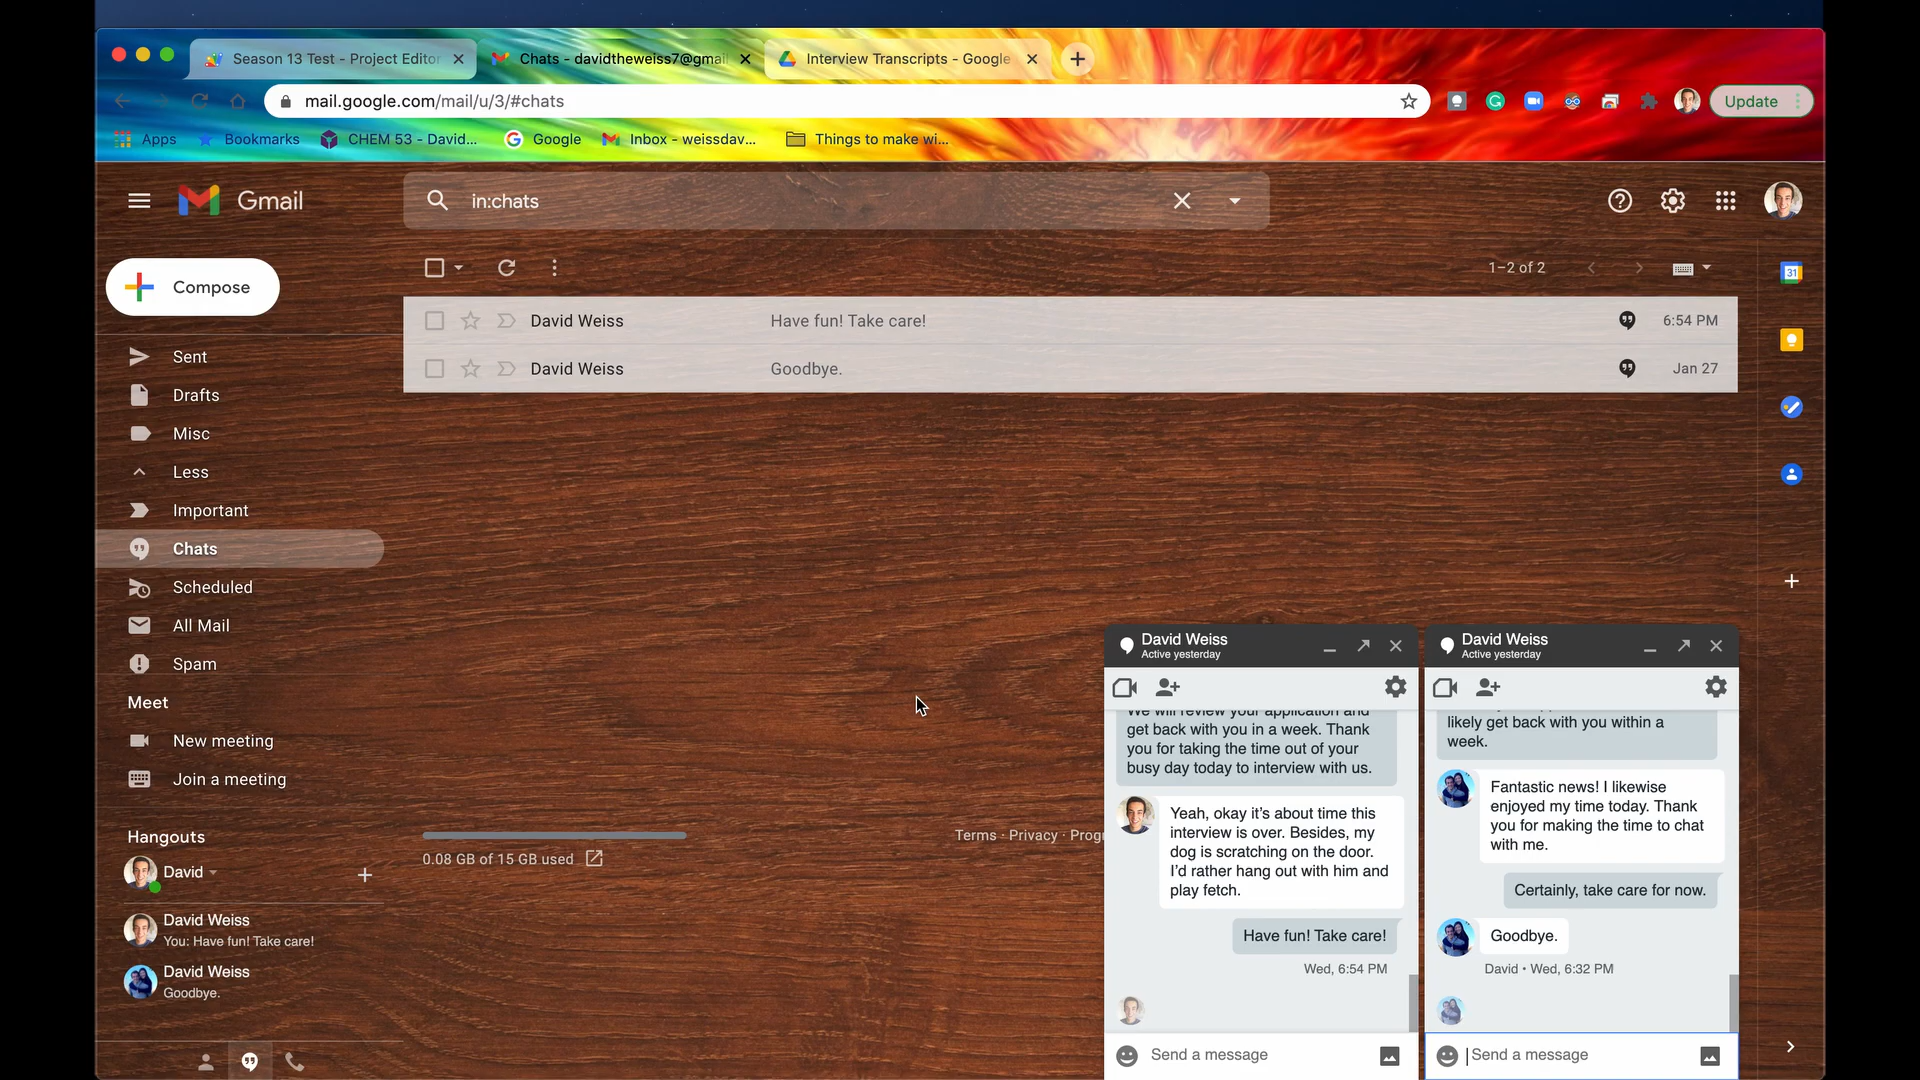 Season 13 Test - Project Editor
Chats - davidtheweiss7@gmail
Interview Transcripts - Google
mail.google.com/mail/u/3/#chats
Update
Apps
Bookmarks
CHEM 53 - David...
Google
Inbox - weissdav...
Things to make wi...
Gmail
in:chats
Compose
1–2 of 2
David Weiss Have fun! Take care! 6:54 PM
David Weiss Goodbye. Jan 27
31
Sent
Drafts
Misc
Less
Important
Chats
Scheduled
All Mail
Spam
Meet
New meeting
Join a meeting
Hangouts
David
David Weiss
You: Have fun! Take care!
David Weiss
Goodbye.
0.08 GB of 15 GB used
Terms · Privacy · Progr
David Weiss
Active yesterday
We will review your application and
get back with you in a week. Thank
you for taking the time out of your
busy day today to interview with us.
Yeah, okay it's about time this
interview is over. Besides, my
dog is scratching on the door.
I'd rather hang out with him and
play fetch.
Have fun! Take care!
Wed, 6:54 PM
Send a message
David Weiss
Active yesterday
likely get back with you within a
week.
Fantastic news! I likewise
enjoyed my time today. Thank
you for making the time to chat
with me.
Certainly, take care for now.
Goodbye.
David • Wed, 6:32 PM
Send a message